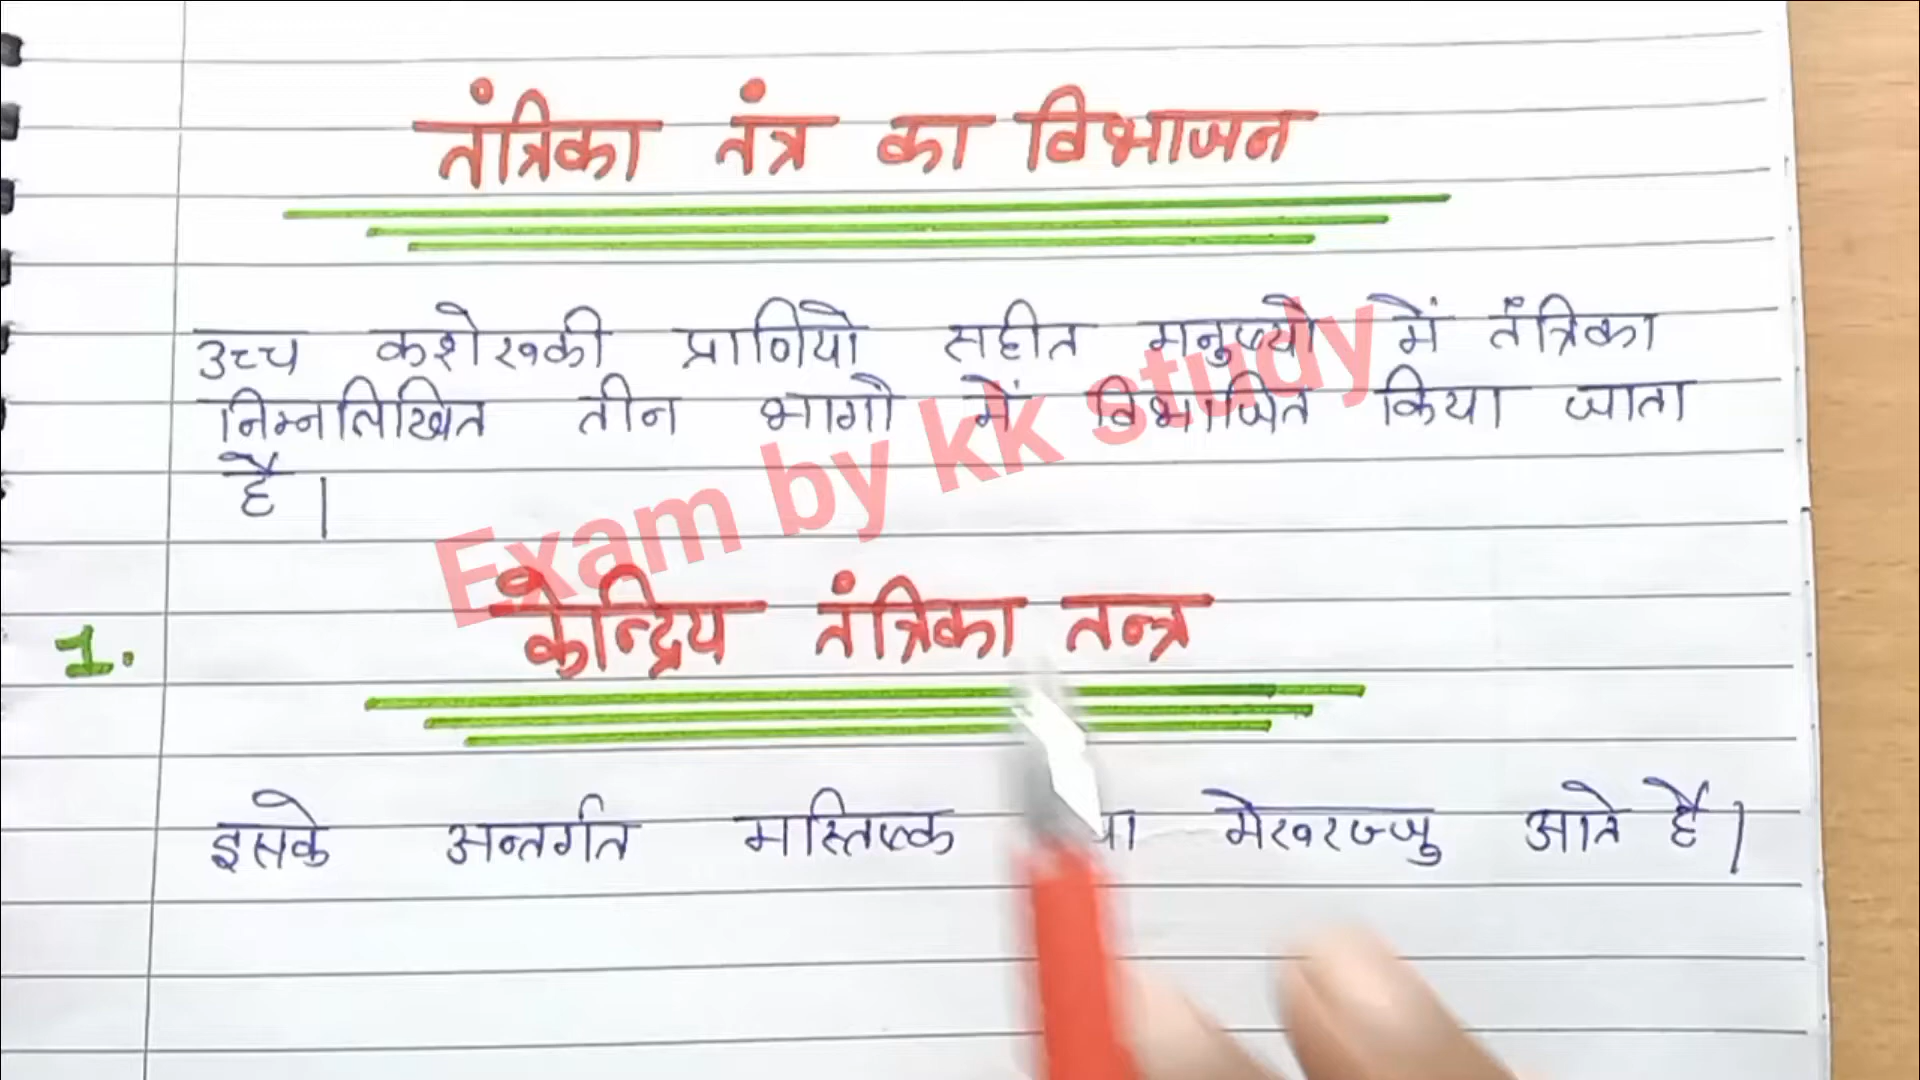 तंत्रिका तंत्र का विभाजन
उच्च कशेरूकी प्राणियो सहीत मनुष्यो में तंत्रिका
निम्नलिखित तीन भागो में विभाजित किया जाता
है।
Exam by kk study
1. केन्द्रिय तंत्रिका तन्त्र
इसके अन्तर्गत मस्तिष्क मेरूरज्जु आते है।